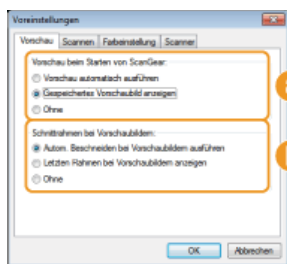 Voreinstellungen
Vorschau Scannen Farbeinstellung Scanner
Vorschau beim Starten von ScanGear:
Vorschau automatisch ausführen
Gespeichertes Vorschaubild anzeigen
Ohne
Schnittrahmen bei Vorschaubildern:
Autom. Beschneiden bei Vorschaubildern ausführen
Letzten Rahmen bei Vorschaubildern anzeigen
Ohne
OK Abbrechen